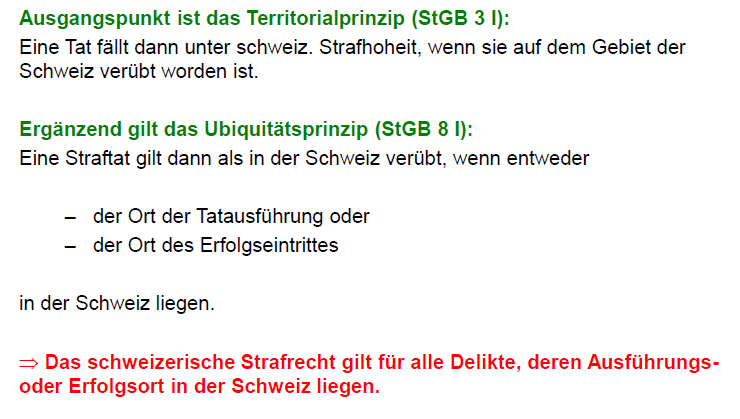 Ausgangspunkt ist das Territorialprinzip (StGB 3 I):
Eine Tat fällt dann unter schweiz. Strafhoheit, wenn sie auf dem Gebiet der
Schweiz verübt worden ist.
Ergänzend gilt das Ubiquitätsprinzip (StGB 8 I):
Eine Straftat gilt dann als in der Schweiz verübt, wenn entweder
– der Ort der Tatausführung oder
– der Ort des Erfolgseintrittes
in der Schweiz liegen.
⇒ Das schweizerische Strafrecht gilt für alle Delikte, deren Ausführungs-
oder Erfolgsort in der Schweiz liegen.